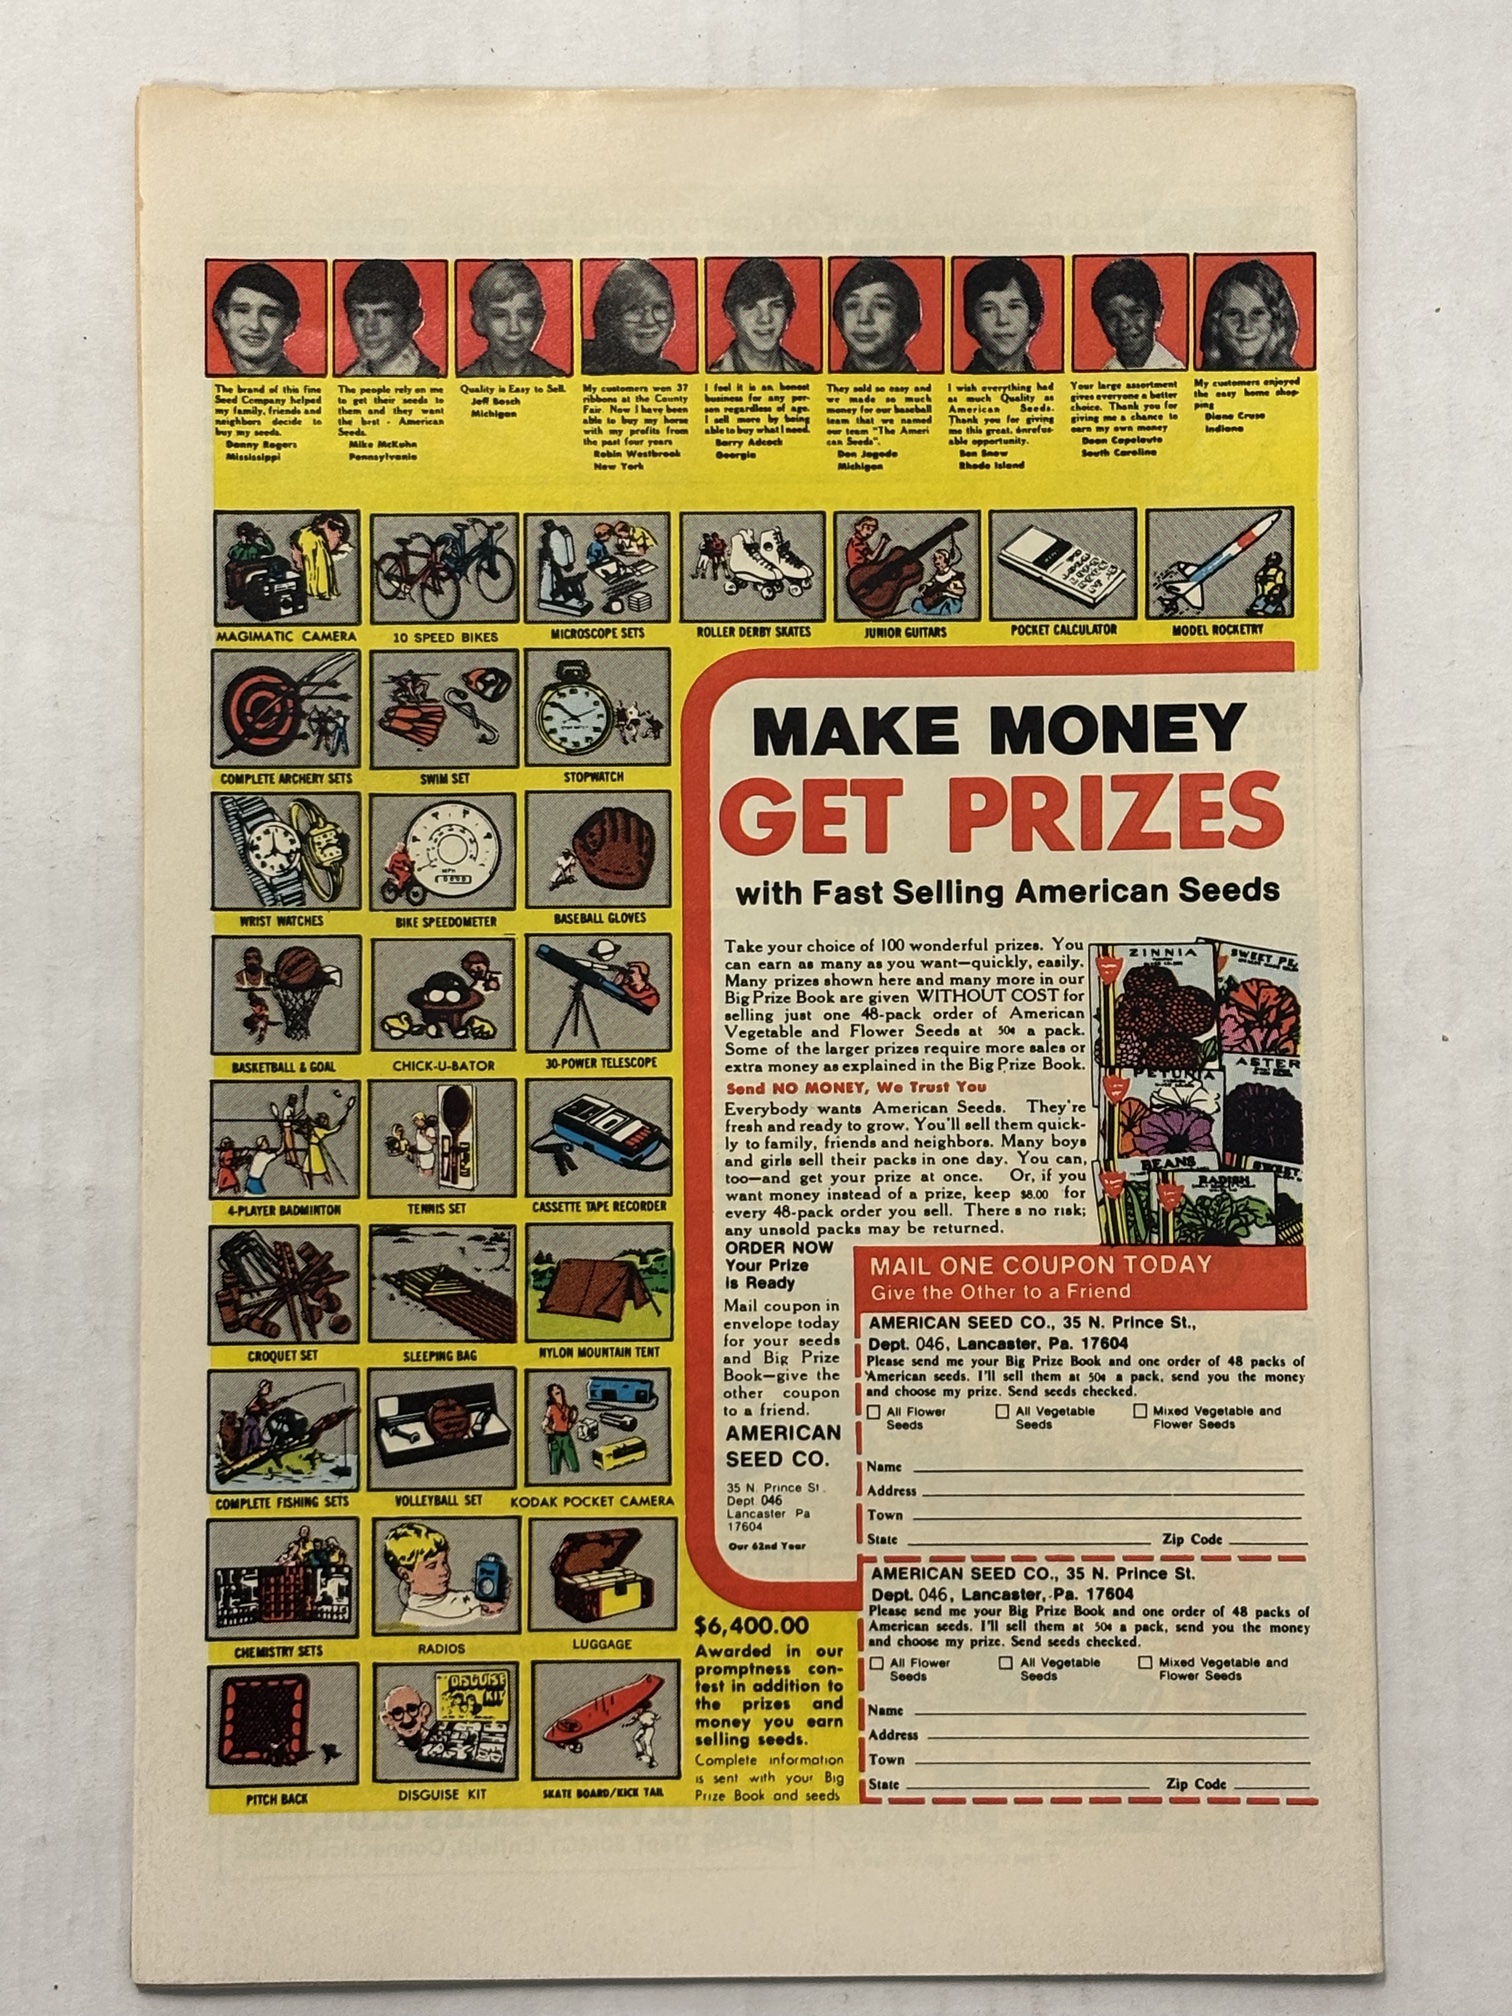 The brand of this fine
Seed Company helped
my family, friends and
neighbors decide to
buy my seeds.
Danny Rogers
Mississippi
The people rely on me
to get their seeds to
them and they want
the brst - American
Seeds.
Mike McKuhn
Pennsylvania
Quality is Easy to Sell.
Jeff Bosch
Michigan
My customers won 37
ribbons at the County
Fair. Now I have been
able to buy my horse
with my profits from
the past four years
Robin Westbrook
New York
I feel it is an honest
business for any per-
son regardless of age.
I sell more by being
able to buy what I need.
Barry Adcock
Georgia
They sold so easy and
we made so much
money for our baseball
team that we named
our team "The Ameri
can Seeds".
Don Jagode
Michigan
I wish everything had
as much Quality as
American Seeds.
Thank you for giving
me this great, enrefus-
able opportunity.
Ben Snow
Rhode Island
Your large assortment
gives everyone a better
choice. Thank you for
giving me a chance to
earn my own money
Dean Capelouto
South Carolina
My customers enjoyed
the easy home shop-
ping
Diane Cruse
Indiana
MAGIMATIC CAMERA
10 SPEED BIKES
MICROSCOPE SETS
ROLLER DERBY SKATES
JUNIOR GUITARS
POCKET CALCULATOR
MODEL ROCKETRY
COMPLETE ARCHERY SETS
SWIM SET
STOPWATCH
WRIST WATCHES
MPH
BIKE SPEEDOMETER
BASEBALL GLOVES
BASKETBALL & GOAL
CHICK-U-BATOR
30-POWER TELESCOPE
4-PLAYER BADMINTON
TENNIS SET
CASSETTE TAPE RECORDER
CROQUET SET
SLEEPING BAG
NYLON MOUNTAIN TENT
COMPLETE FISHING SETS
VOLLEYBALL SET
KODAK POCKET CAMERA
CHEMISTRY SETS
RADIOS
LUGGAGE
PITCH BACK
DISGUISE
KIT
DISGUISE KIT
SKATE BOARD/KICK TAIL
MAKE MONEY
GET PRIZES
with Fast Selling American Seeds
Take your choice of 100 wonderful prizes. You
can earn as many as you want—quickly, easily.
Many prizes shown here and many more in our
Big Prize Book are given WITHOUT COST for
selling just one 48-pack order of American
Vegetable and Flower Seeds at 50¢ a pack.
Some of the larger prizes require more sales or
extra money as explained in the Big Prize Book.
Send NO MONEY, We Trust You
Everybody wants American Seeds. They're
fresh and ready to grow. You'll sell them quick-
ly to family, friends and neighbors. Many boys
and girls sell their packs in one day. You can,
too—and get your prize at once. Or, if you
want money instead of a prize, keep $8.00 for
every 48-pack order you sell. There s no risk;
any unsold packs may be returned.
ZINNIA
SWEET PE
ASTER
PETUNIA
BEANS
SWEET
RADISH
ORDER NOW
Your Prize
is Ready
Mail coupon in
envelope today
for your seeds
and Big Prize
Book—give the
other coupon
to a friend.
AMERICAN
SEED CO.
35 N. Prince St.
Dept 046
Lancaster Pa
17604
Our 62nd Year
MAIL ONE COUPON TODAY
Give the Other to a Friend
AMERICAN SEED CO., 35 N. Prince St.,
Dept. 046, Lancaster, Pa. 17604
Please send me your Big Prize Book and one order of 48 packs of
American seeds. I'll sell them at 50¢ a pack, send you the money
and choose my prize. Send seeds checked.
All Flower Seeds All Vegetable Seeds Mixed Vegetable and Flower Seeds
Name
Address
Town
State Zip Code
AMERICAN SEED CO., 35 N. Prince St.
Dept. 046, Lancaster, Pa. 17604
Please send me your Big Prize Book and one order of 48 packs of
American seeds. I'll sell them at 50¢ a pack, send you the money
and choose my prize. Send seeds checked.
All Flower Seeds All Vegetable Seeds Mixed Vegetable and Flower Seeds
Name
Address
Town
State Zip Code
$6,400.00
Awarded in our
promptness con-
test in addition to
the prizes and
money you earn
selling seeds.
Complete information
is sent with your Big
Prize Book and seeds